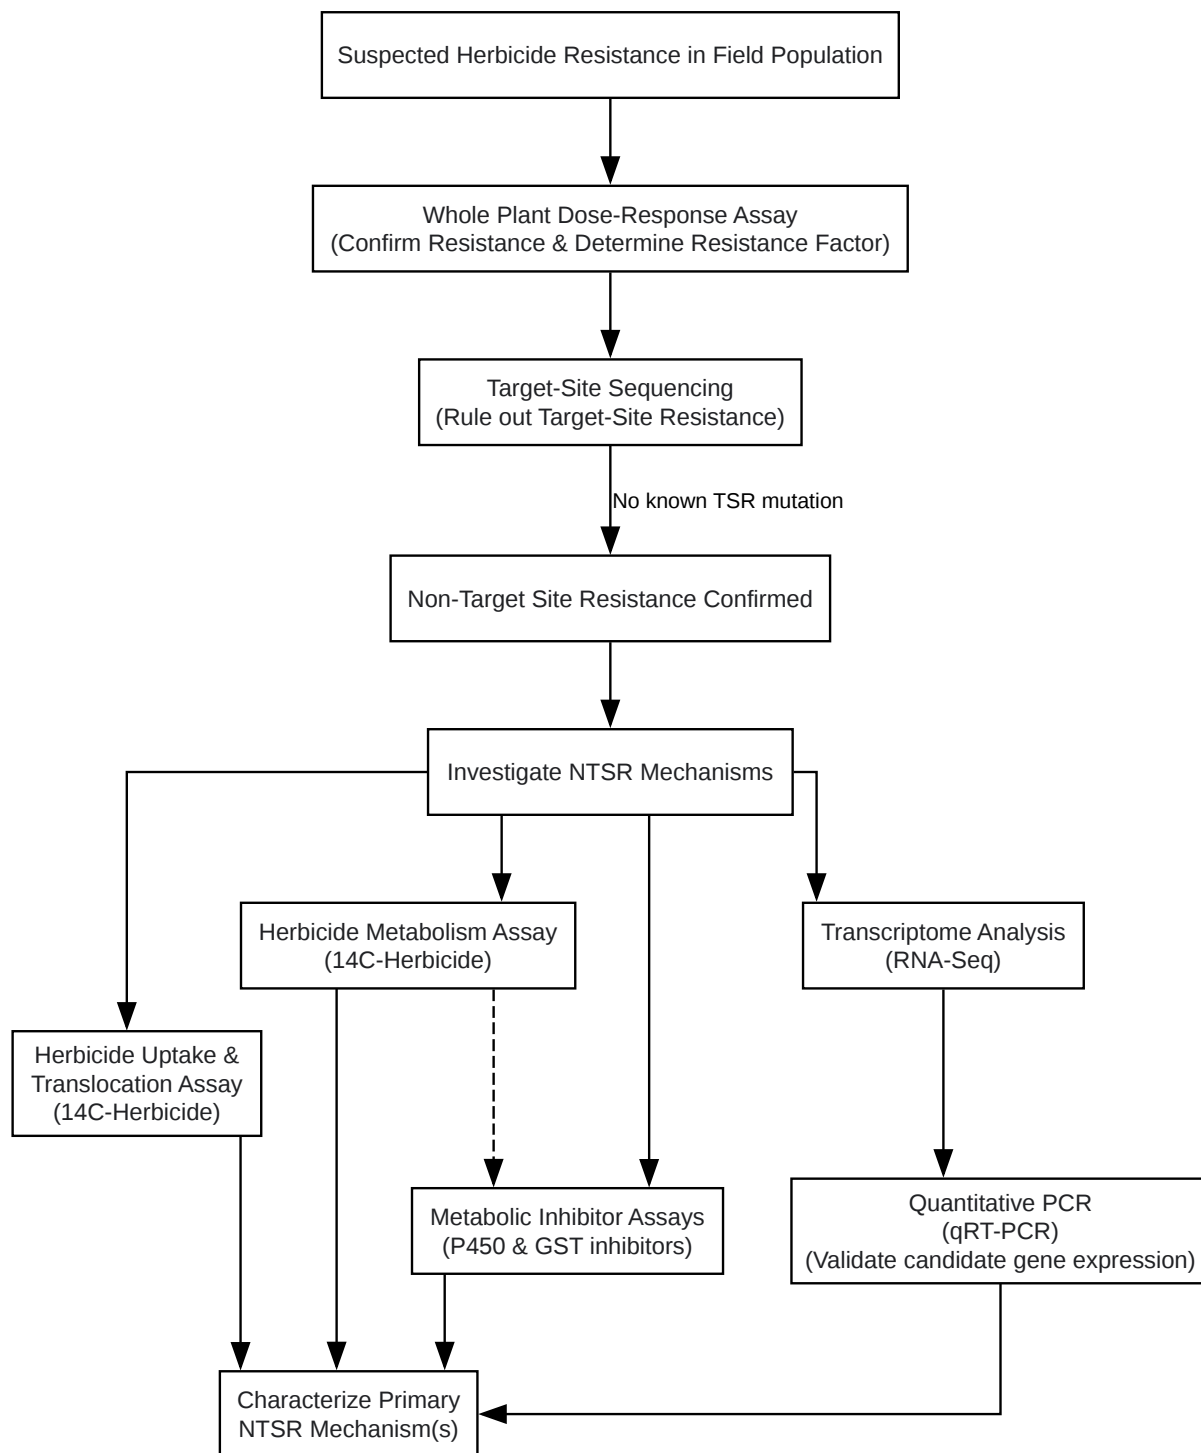 Suspected Herbicide Resistance in Field Population
Whole Plant Dose-Response Assay
(Confirm Resistance & Determine Resistance Factor)
Target-Site Sequencing
(Rule out Target-Site Resistance)
No known TSR mutation
Non-Target Site Resistance Confirmed
Investigate NTSR Mechanisms
Herbicide Metabolism Assay
(14C-Herbicide)
Transcriptome Analysis
(RNA-Seq)
Herbicide Uptake &
Translocation Assay
(14C-Herbicide)
Metabolic Inhibitor Assays
(P450 & GST inhibitors)
Quantitative PCR
(qRT-PCR)
(Validate candidate gene expression)
Characterize Primary
NTSR Mechanism(s)